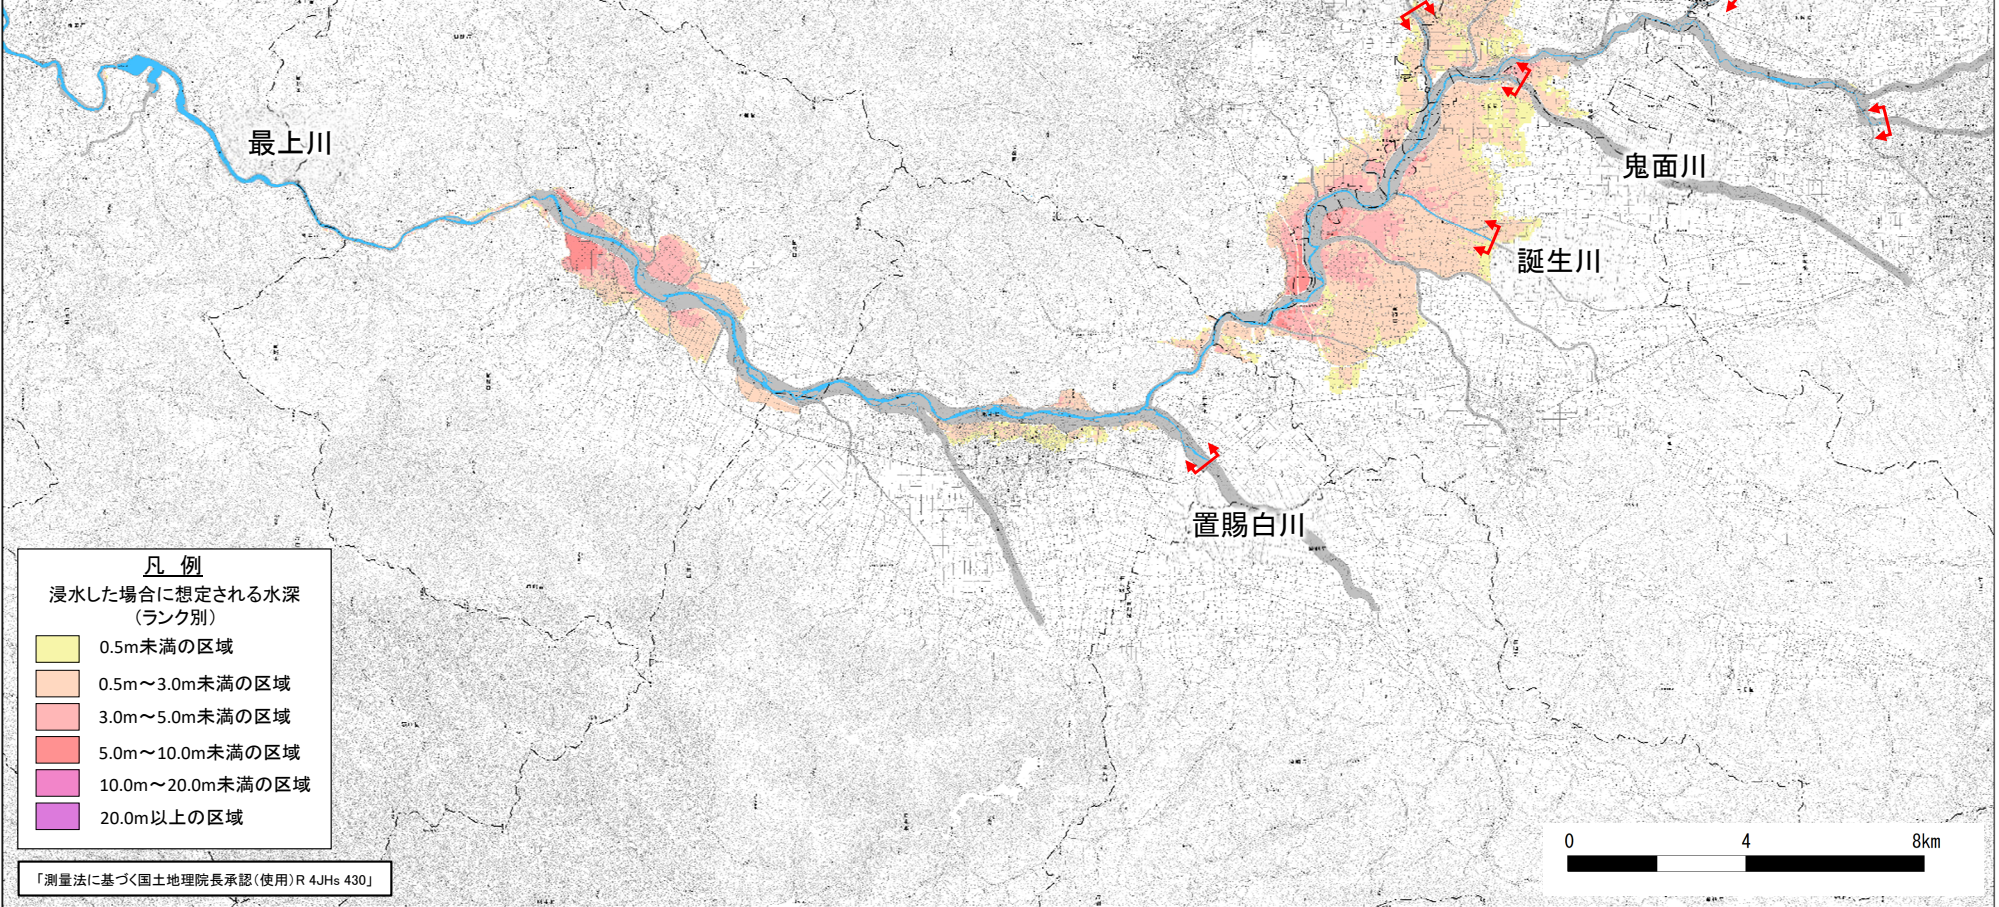 最上川
鬼面川
誕生川
置賜白川
凡 例
浸水した場合に想定される水深
(ランク別)
0.5m未満の区域
0.5m～3.0m未満の区域
3.0m～5.0m未満の区域
5.0m～10.0m未満の区域
10.0m～20.0m未満の区域
20.0m以上の区域
「測量法に基づく国土地理院長承認(使用)R 4JHs 430」
0 4 8km